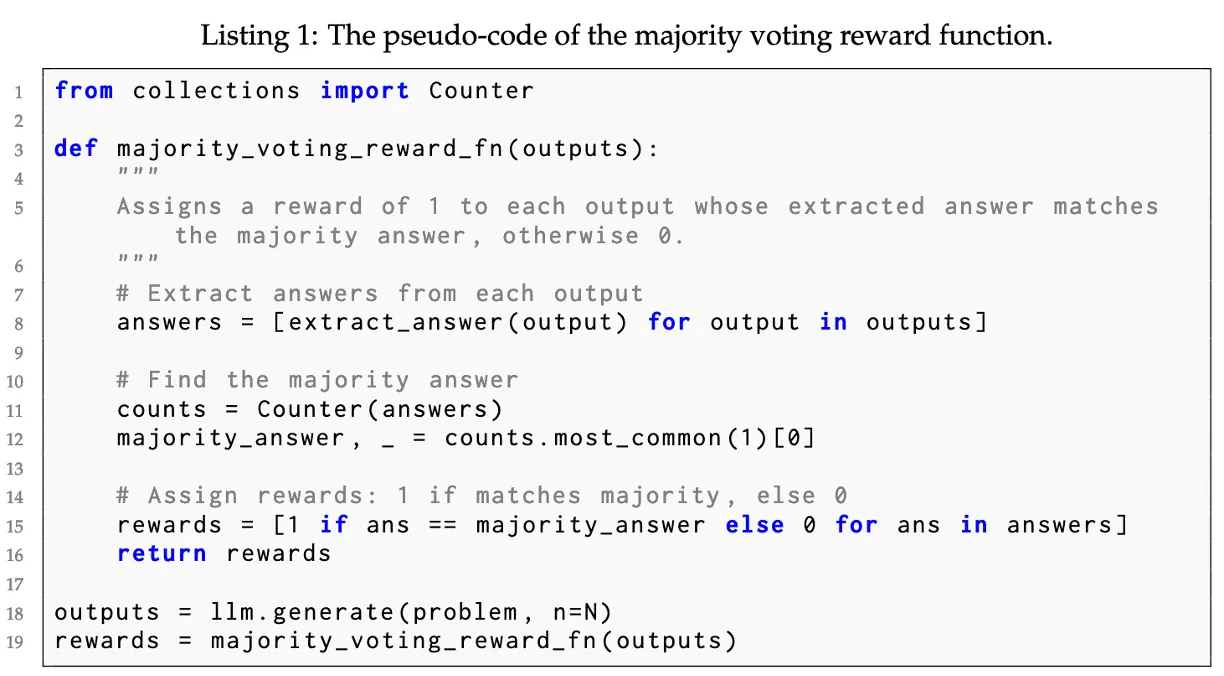 Listing 1: The pseudo-code of the majority voting reward function.
1 from collections import Counter
2
3 def majority_voting_reward_fn(outputs):
4     """
5     Assigns a reward of 1 to each output whose extracted answer matches
        the majority answer, otherwise 0.
6     """
7     # Extract answers from each output
8     answers = [extract_answer(output) for output in outputs]
9
10     # Find the majority answer
11     counts = Counter(answers)
12     majority_answer, _ = counts.most_common(1)[0]
13
14     # Assign rewards: 1 if matches majority, else 0
15     rewards = [1 if ans == majority_answer else 0 for ans in answers]
16     return rewards
17
18 outputs = llm.generate(problem, n=N)
19 rewards = majority_voting_reward_fn(outputs)